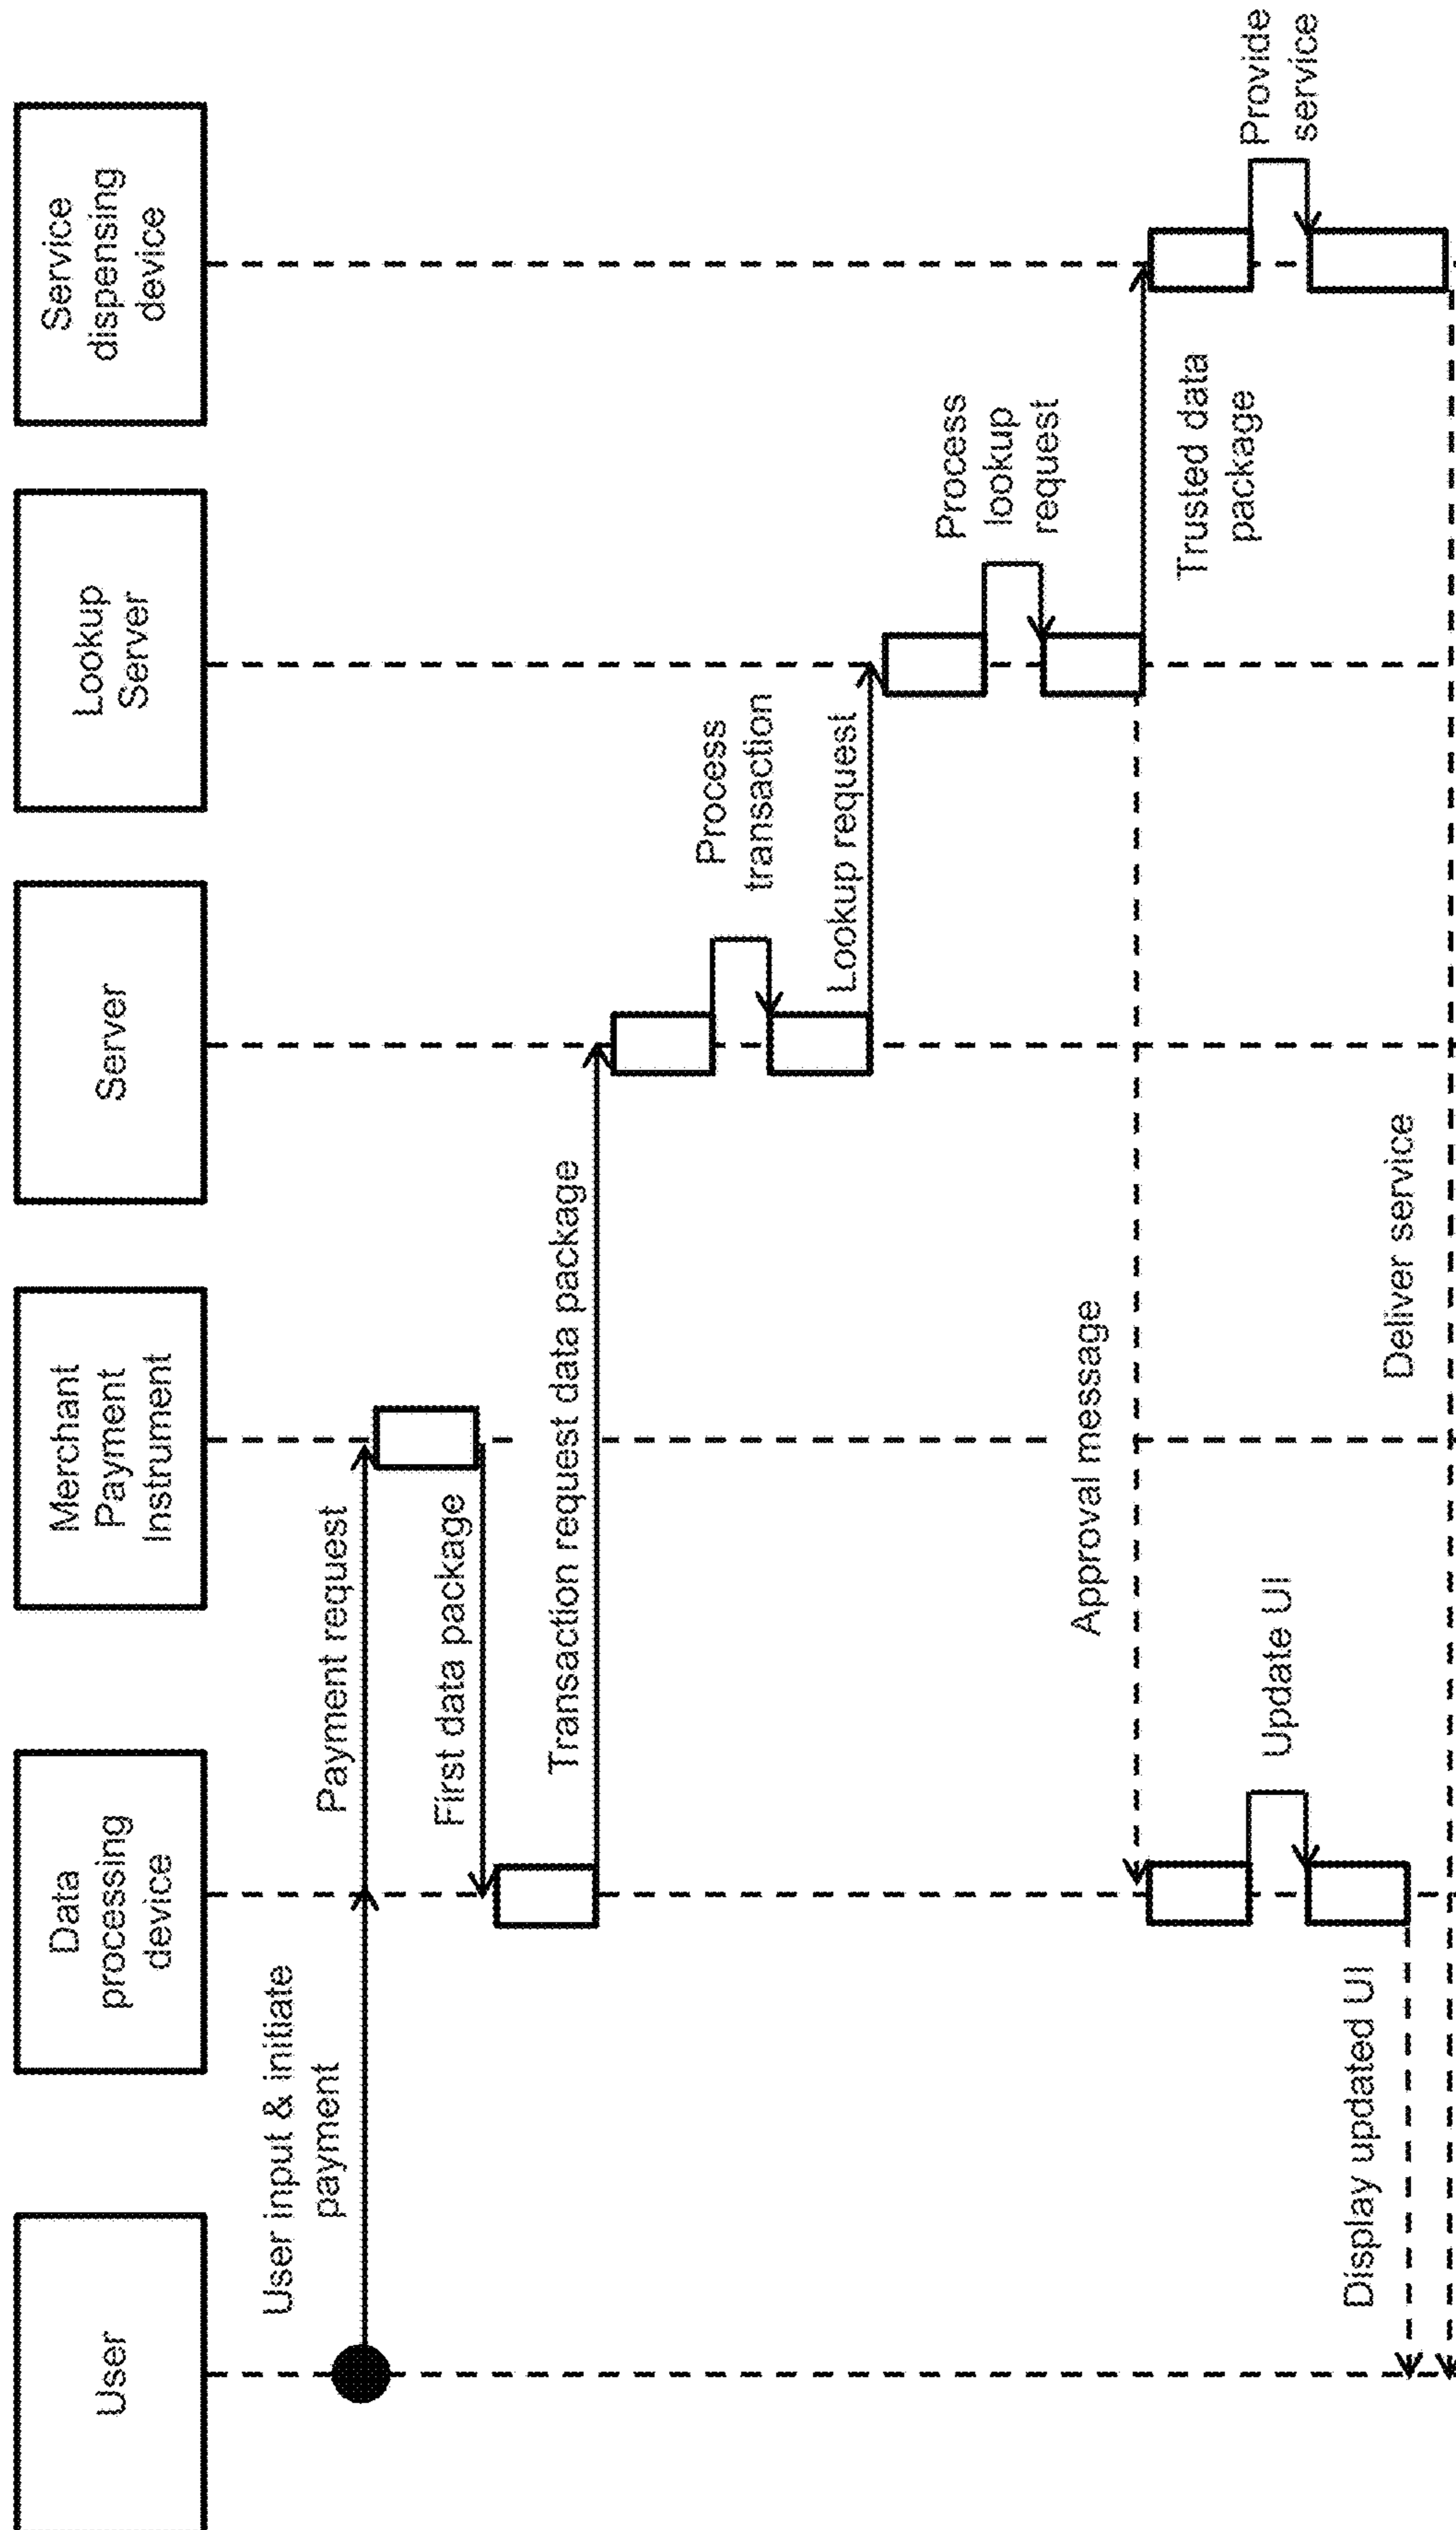 User
Data
processing
device
Merchant
Payment
Instrument
Server
Lookup
Server
Service
dispensing
device
User input & initiate
payment
Payment request
First data package
Transaction request data package
Process
transaction
Lookup request
Process
lookup
request
Approval message
Trusted data
package
Update UI
Provide
service
Display updated UI
Deliver service